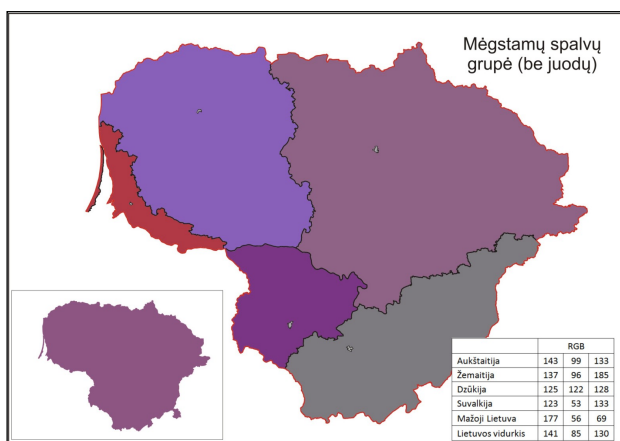 Mėgstamų spalvų
grupė (be juodų)
RGB
Aukštaitija 143 99 133
Žemaitija 137 96 185
Dzūkija 125 122 128
Suvalkija 123 53 133
Mažoji Lietuva 177 56 69
Lietuvos vidurkis 141 85 130